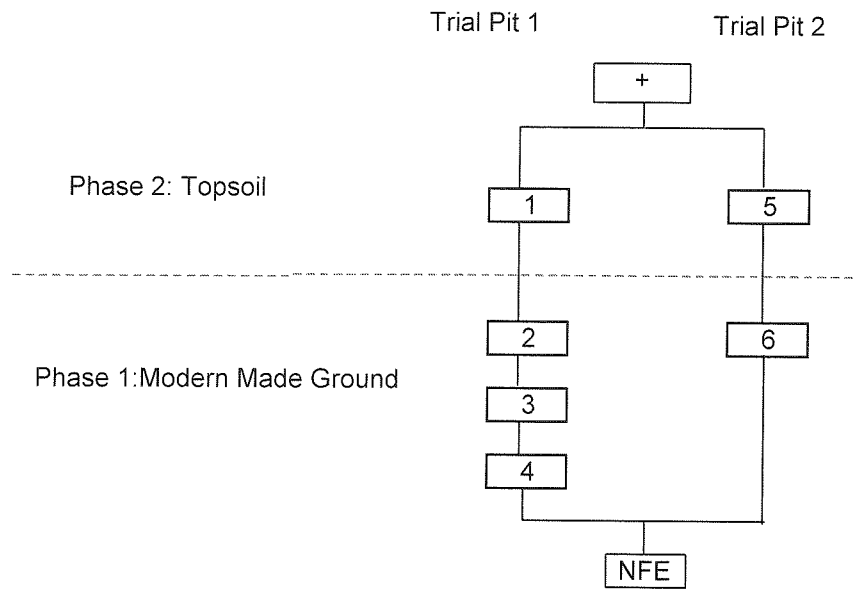 Trial Pit 1
Trial Pit 2
+
Phase 2: Topsoil
1
5
2
6
Phase 1:Modern Made Ground
3
4
NFE